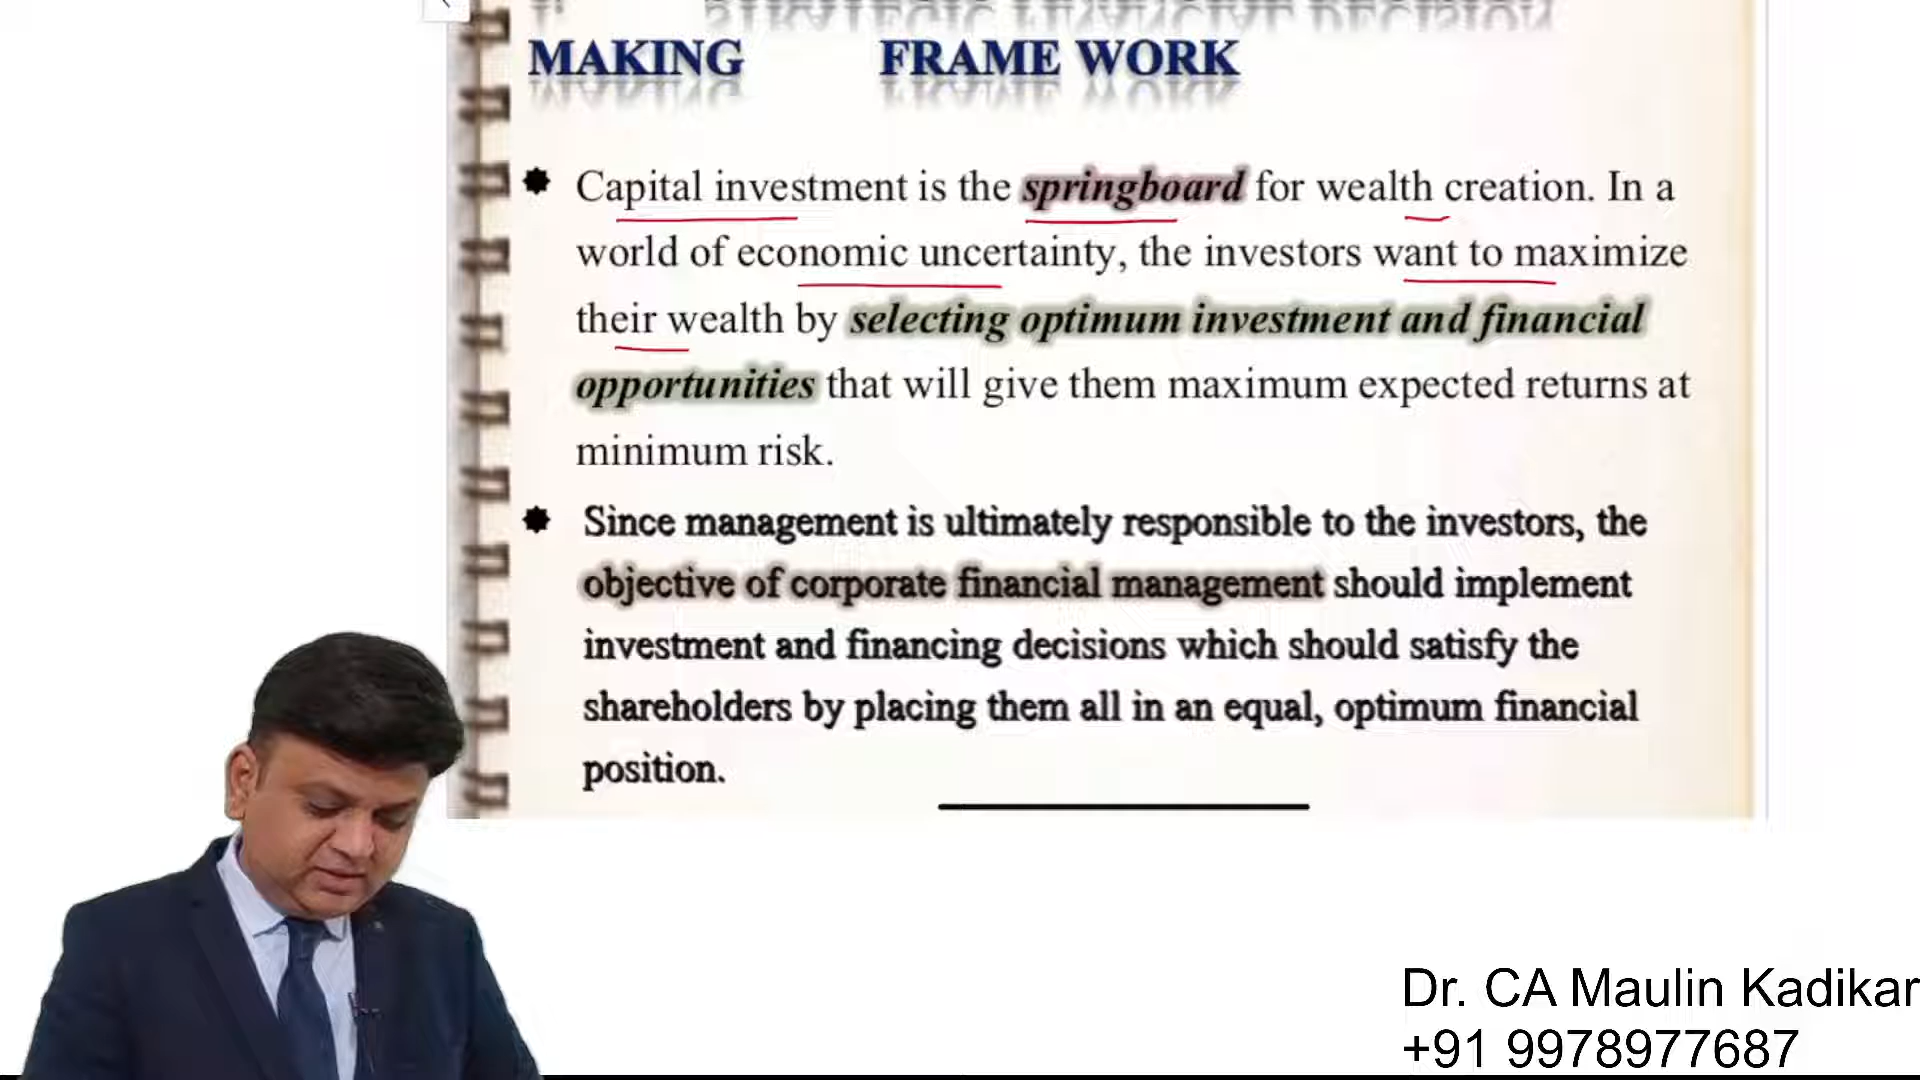 MAKING FRAME WORK
Capital investment is the springboard for wealth creation. In a
world of economic uncertainty, the investors want to maximize
their wealth by selecting optimum investment and financial
opportunities that will give them maximum expected returns at
minimum risk.
Since management is ultimately responsible to the investors, the
objective of corporate financial management should implement
investment and financing decisions which should satisfy the
shareholders by placing them all in an equal, optimum financial
position.
Dr. CA Maulin Kadikar
+91 9978977687